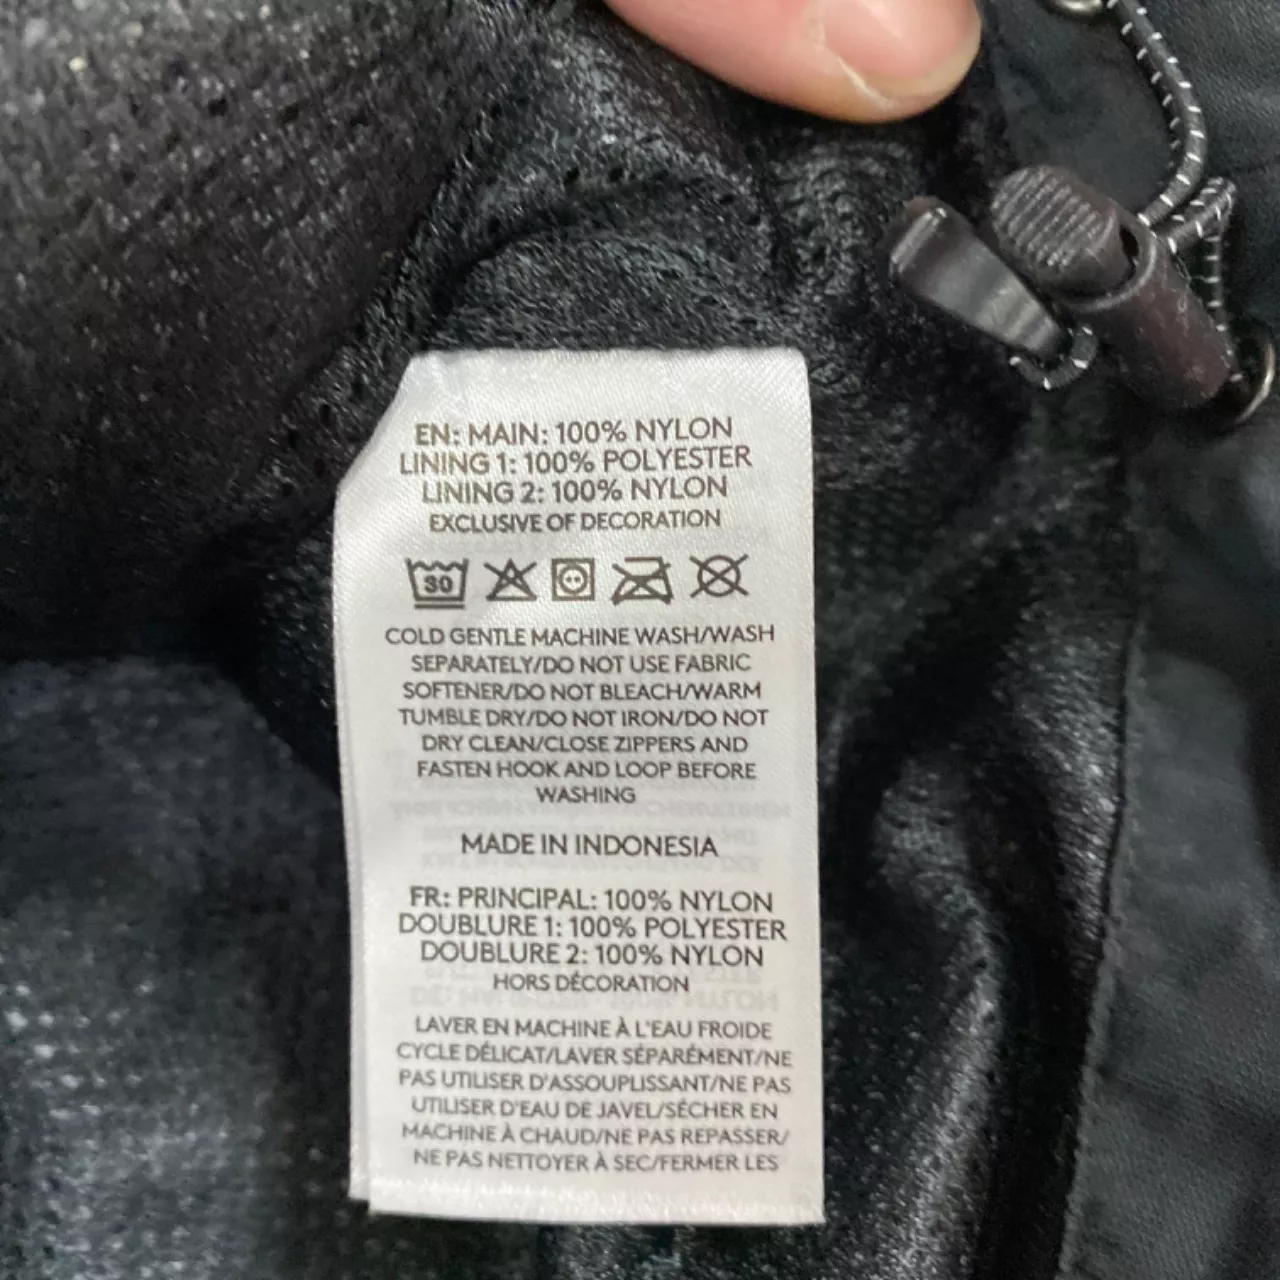 EN: MAIN: 100% NYLON
LINING 1: 100% POLYESTER
LINING 2: 100% NYLON
EXCLUSIVE OF DECORATION
30
COLD GENTLE MACHINE WASH/WASH
SEPARATELY/DO NOT USE FABRIC
SOFTENER/DO NOT BLEACH/WARM
TUMBLE DRY/DO NOT IRON/DO NOT
DRY CLEAN/CLOSE ZIPPERS AND
FASTEN HOOK AND LOOP BEFORE
WASHING
MADE IN INDONESIA
FR: PRINCIPAL: 100% NYLON
DOUBLURE 1: 100% POLYESTER
DOUBLURE 2: 100% NYLON
HORS DÉCORATION
LAVER EN MACHINE À L'EAU FROIDE
CYCLE DÉLICAT/LAVER SÉPARÉMENT/NE
PAS UTILISER D'ASSOUPLISSANT/NE PAS
UTILISER D'EAU DE JAVEL/SÉCHER EN
MACHINE À CHAUD/NE PAS REPASSER/
NE PAS NETTOYER À SEC/FERMER LES